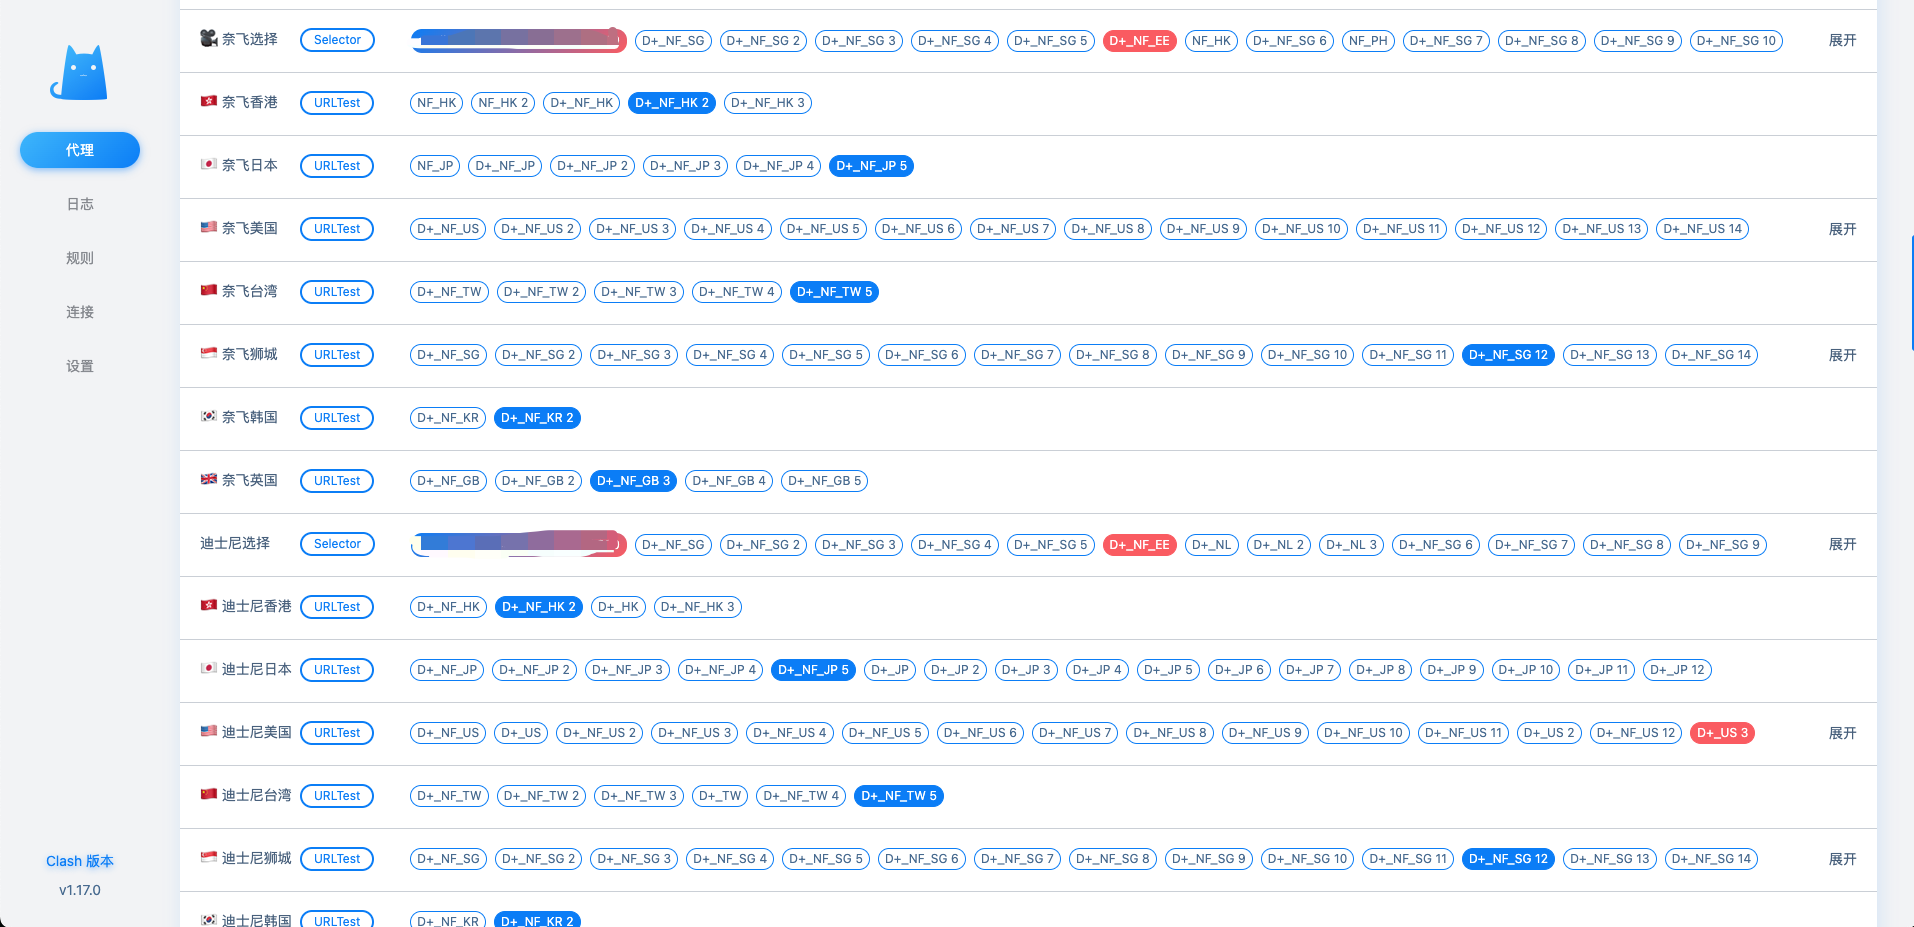 奈飞选择 Selector D+_NF_SG D+_NF_SG 2 D+_NF_SG 3 D+_NF_SG 4 D+_NF_SG 5 D+_NF_EE NF_HK D+_NF_SG 6 NF_PH D+_NF_SG 7 D+_NF_SG 8 D+_NF_SG 9 D+_NF_SG 10 展开
奈飞香港 URLTest NF_HK NF_HK 2 D+_NF_HK D+_NF_HK 2 D+_NF_HK 3
代理
奈飞日本 URLTest NF_JP D+_NF_JP D+_NF_JP 2 D+_NF_JP 3 D+_NF_JP 4 D+_NF_JP 5
日志
奈飞美国 URLTest D+_NF_US D+_NF_US 2 D+_NF_US 3 D+_NF_US 4 D+_NF_US 5 D+_NF_US 6 D+_NF_US 7 D+_NF_US 8 D+_NF_US 9 D+_NF_US 10 D+_NF_US 11 D+_NF_US 12 D+_NF_US 13 D+_NF_US 14 展开
规则
奈飞台湾 URLTest D+_NF_TW D+_NF_TW 2 D+_NF_TW 3 D+_NF_TW 4 D+_NF_TW 5
连接
奈飞狮城 URLTest D+_NF_SG D+_NF_SG 2 D+_NF_SG 3 D+_NF_SG 4 D+_NF_SG 5 D+_NF_SG 6 D+_NF_SG 7 D+_NF_SG 8 D+_NF_SG 9 D+_NF_SG 10 D+_NF_SG 11 D+_NF_SG 12 D+_NF_SG 13 D+_NF_SG 14 展开
设置
奈飞韩国 URLTest D+_NF_KR D+_NF_KR 2
奈飞英国 URLTest D+_NF_GB D+_NF_GB 2 D+_NF_GB 3 D+_NF_GB 4 D+_NF_GB 5
迪士尼选择 Selector D+_NF_SG D+_NF_SG 2 D+_NF_SG 3 D+_NF_SG 4 D+_NF_SG 5 D+_NF_EE D+_NL D+_NL 2 D+_NL 3 D+_NF_SG 6 D+_NF_SG 7 D+_NF_SG 8 D+_NF_SG 9 展开
迪士尼香港 URLTest D+_NF_HK D+_NF_HK 2 D+_HK D+_NF_HK 3
迪士尼日本 URLTest D+_NF_JP D+_NF_JP 2 D+_NF_JP 3 D+_NF_JP 4 D+_NF_JP 5 D+_JP D+_JP 2 D+_JP 3 D+_JP 4 D+_JP 5 D+_JP 6 D+_JP 7 D+_JP 8 D+_JP 9 D+_JP 10 D+_JP 11 D+_JP 12
迪士尼美国 URLTest D+_NF_US D+_US D+_NF_US 2 D+_NF_US 3 D+_NF_US 4 D+_NF_US 5 D+_NF_US 6 D+_NF_US 7 D+_NF_US 8 D+_NF_US 9 D+_NF_US 10 D+_NF_US 11 D+_US 2 D+_NF_US 12 D+_US 3 展开
迪士尼台湾 URLTest D+_NF_TW D+_NF_TW 2 D+_NF_TW 3 D+_TW D+_NF_TW 4 D+_NF_TW 5
迪士尼狮城 URLTest D+_NF_SG D+_NF_SG 2 D+_NF_SG 3 D+_NF_SG 4 D+_NF_SG 5 D+_NF_SG 6 D+_NF_SG 7 D+_NF_SG 8 D+_NF_SG 9 D+_NF_SG 10 D+_NF_SG 11 D+_NF_SG 12 D+_NF_SG 13 D+_NF_SG 14 展开
Clash 版本
v1.17.0
迪士尼韩国 URLTest D+_NF_KR D+_NF_KR 2